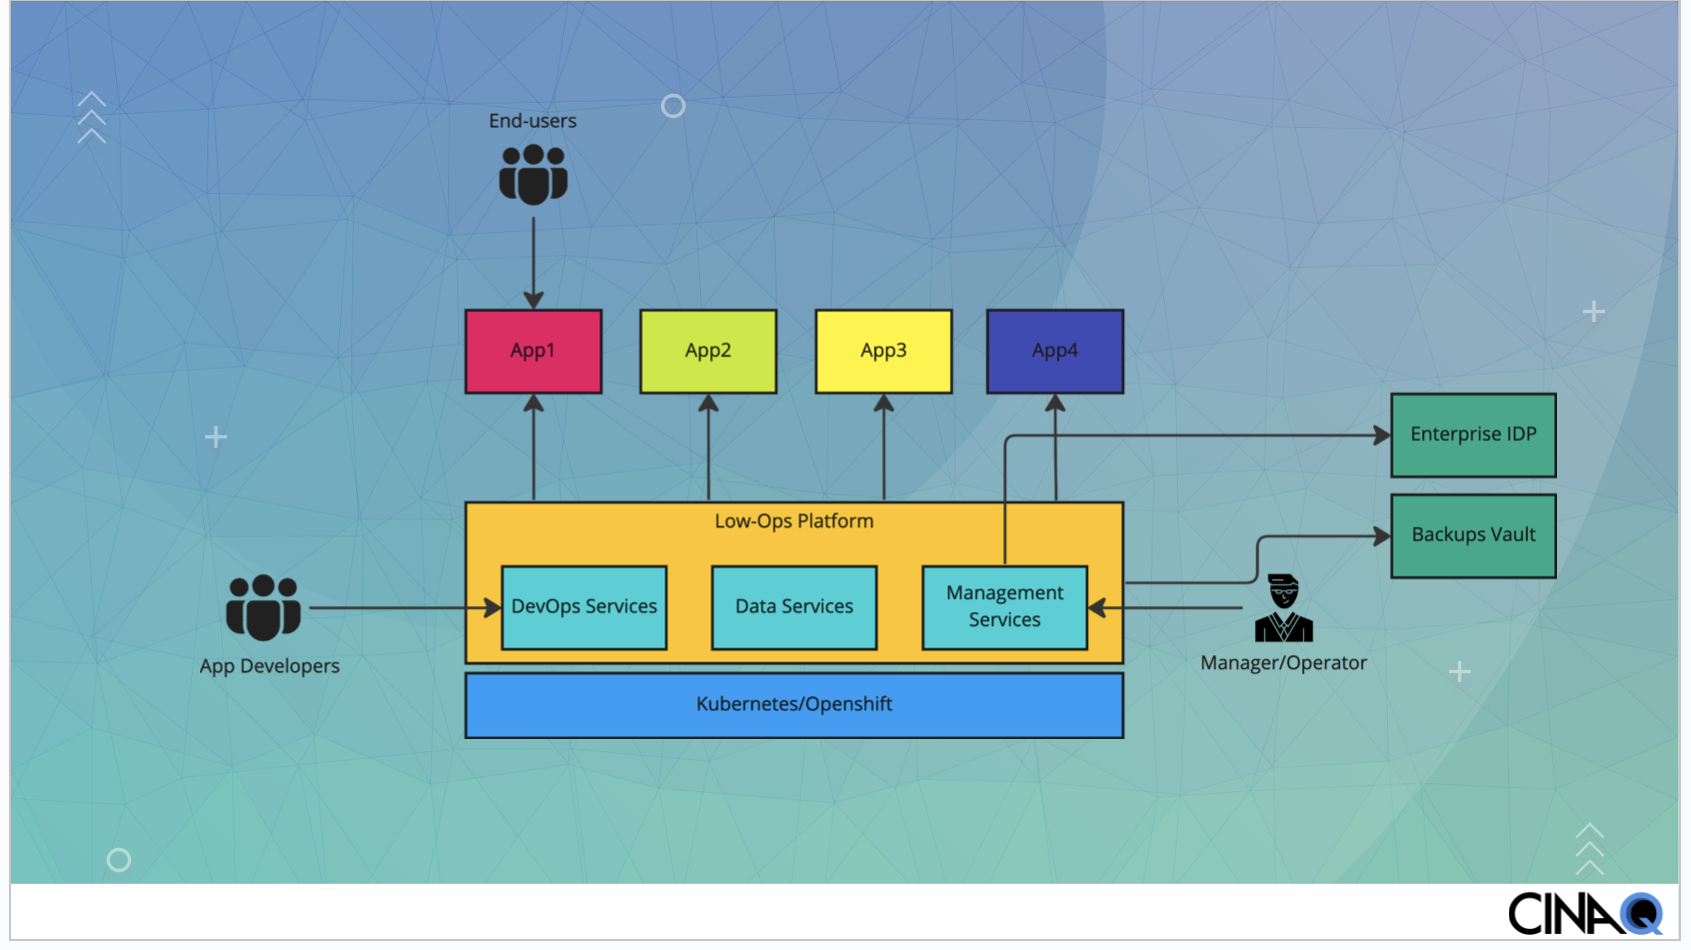 End-users
App1
App2
App3
App4
Enterprise IDP
Low-Ops Platform
Backups Vault
DevOps Services
Data Services
Management
Services
App Developers
Manager/Operator
Kubernetes/Openshift
CINAQ